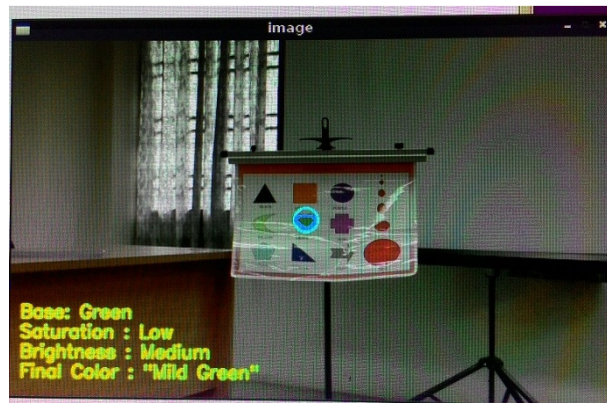 image
Base: Green
Saturation : Low
Brightness : Medium
Final Color : "Mild Green"